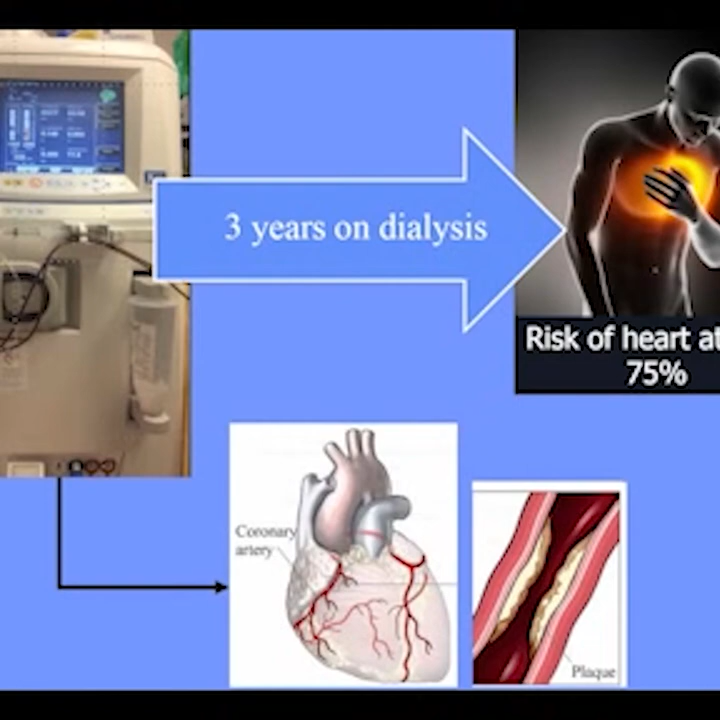 3 years on dialysis
Risk of heart at
75%
Coronary
artery
Plaque